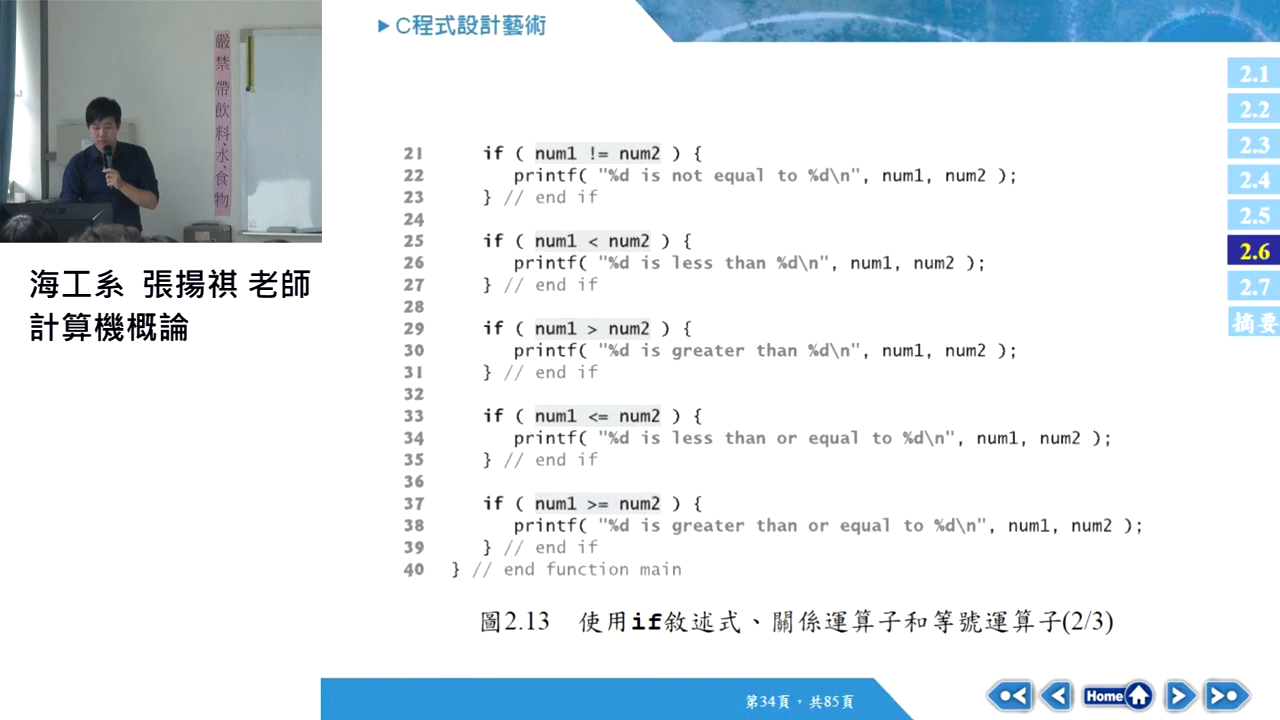 嚴禁帶飲料、水、食物
海工系 張揚祺 老師
計算機概論
C程式設計藝術
21 if ( num1 != num2 ) {
22 printf( "%d is not equal to %d\n", num1, num2 );
23 } // end if
24
25 if ( num1 < num2 ) {
26 printf( "%d is less than %d\n", num1, num2 );
27 } // end if
28
29 if ( num1 > num2 ) {
30 printf( "%d is greater than %d\n", num1, num2 );
31 } // end if
32
33 if ( num1 <= num2 ) {
34 printf( "%d is less than or equal to %d\n", num1, num2 );
35 } // end if
36
37 if ( num1 >= num2 ) {
38 printf( "%d is greater than or equal to %d\n", num1, num2 );
39 } // end if
40 } // end function main
圖2.13 使用if敘述式、關係運算子和等號運算子(2/3)
2.1
2.2
2.3
2.4
2.5
2.6
2.7
摘要
第34頁，共85頁
Home